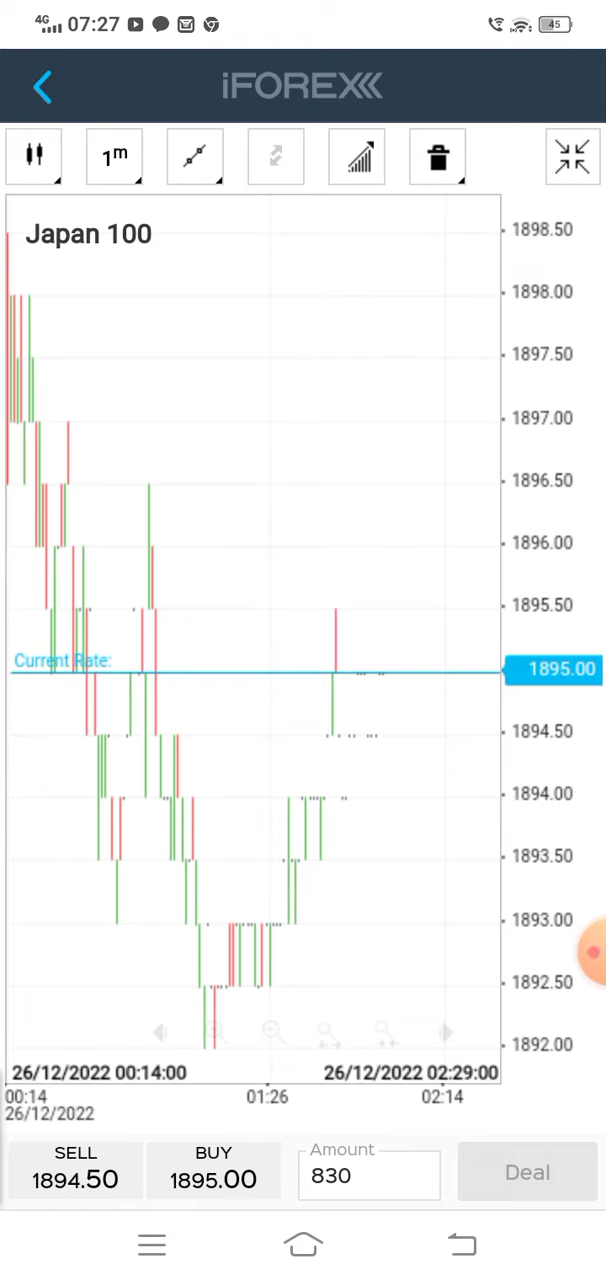 4G 07:27 45
iFOREX
1m
Japan 100
1898.50
1898.00
1897.50
1897.00
1896.50
1896.00
1895.50
Current Rate:
1895.00
1894.50
1894.00
1893.50
1893.00
1892.50
1892.00
26/12/2022 00:14:00 26/12/2022 02:29:00
00:14 01:26 02:14
26/12/2022
SELL BUY Amount
1894.50 1895.00 830 Deal